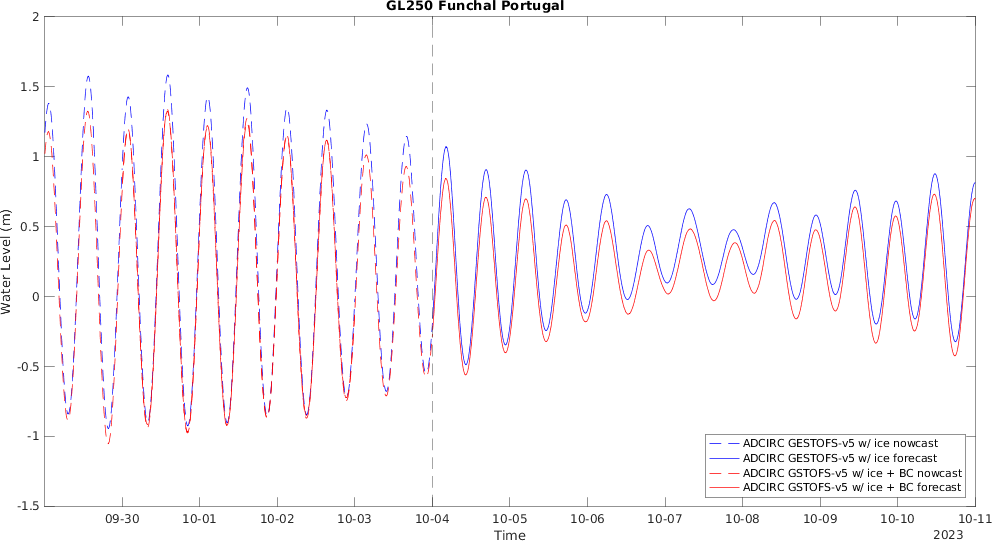 GL250 Funchal Portugal
2
1.5
1
0.5
0
-0.5
-1
-1.5
Water Level (m)
ADCIRC GESTOFS-v5 w/ ice nowcast
ADCIRC GESTOFS-v5 w/ ice forecast
ADCIRC GSTOFS-v5 w/ ice + BC nowcast
ADCIRC GSTOFS-v5 w/ ice + BC forecast
09-30 10-01 10-02 10-03 10-04 10-05 10-06 10-07 10-08 10-09 10-10 10-11
Time
2023